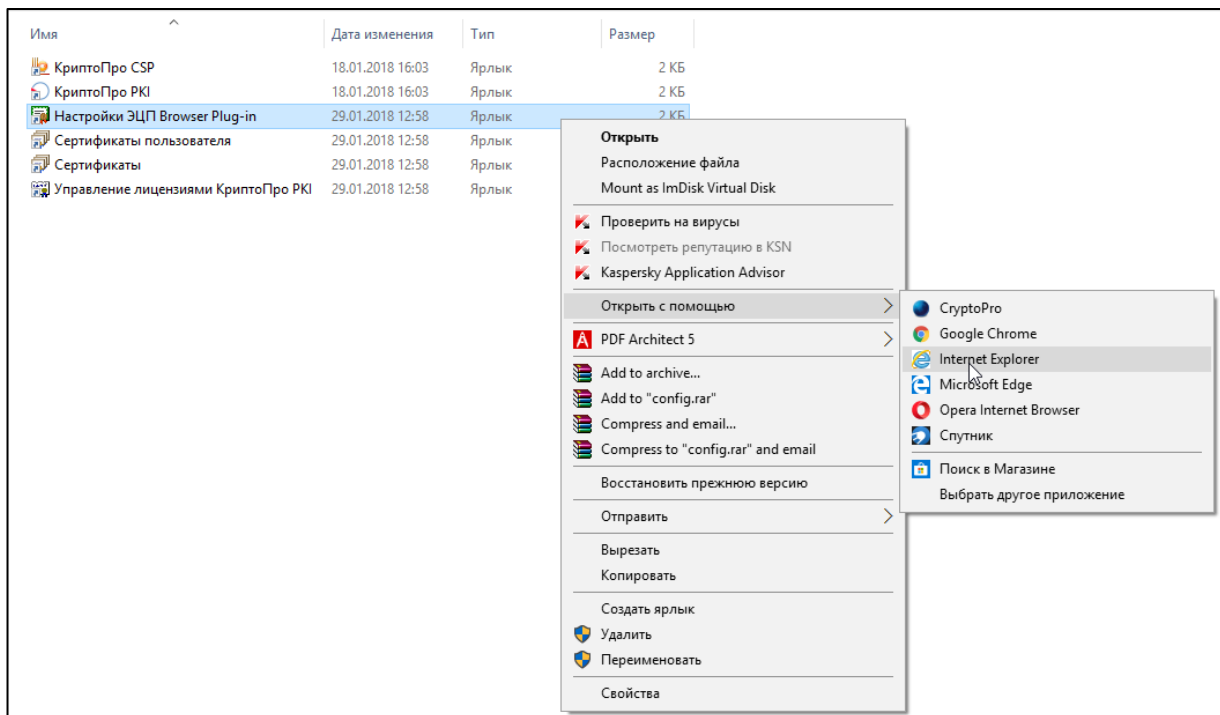 Имя Дата изменения Тип Размер
КриптоПро CSP 18.01.2018 16:03 Ярлык 2 КБ
КриптоПро PKI 18.01.2018 16:03 Ярлык 2 КБ
Настройки ЭЦП Browser Plug-in 29.01.2018 12:58 Ярлык 2 КБ
Сертификаты пользователя 29.01.2018 12:58 Ярлык
Сертификаты 29.01.2018 12:58 Ярлык
Управление лицензиями КриптоПро PKI 29.01.2018 12:58 Ярлык
Открыть
Расположение файла
Mount as ImDisk Virtual Disk
Проверить на вирусы
Посмотреть репутацию в KSN
Kaspersky Application Advisor
Открыть с помощью
PDF Architect 5
Add to archive...
Add to "config.rar"
Compress and email...
Compress to "config.rar" and email
Восстановить прежнюю версию
Отправить
Вырезать
Копировать
Создать ярлык
Удалить
Переименовать
Свойства
CryptoPro
Google Chrome
Internet Explorer
Microsoft Edge
Opera Internet Browser
Спутник
Поиск в Магазине
Выбрать другое приложение